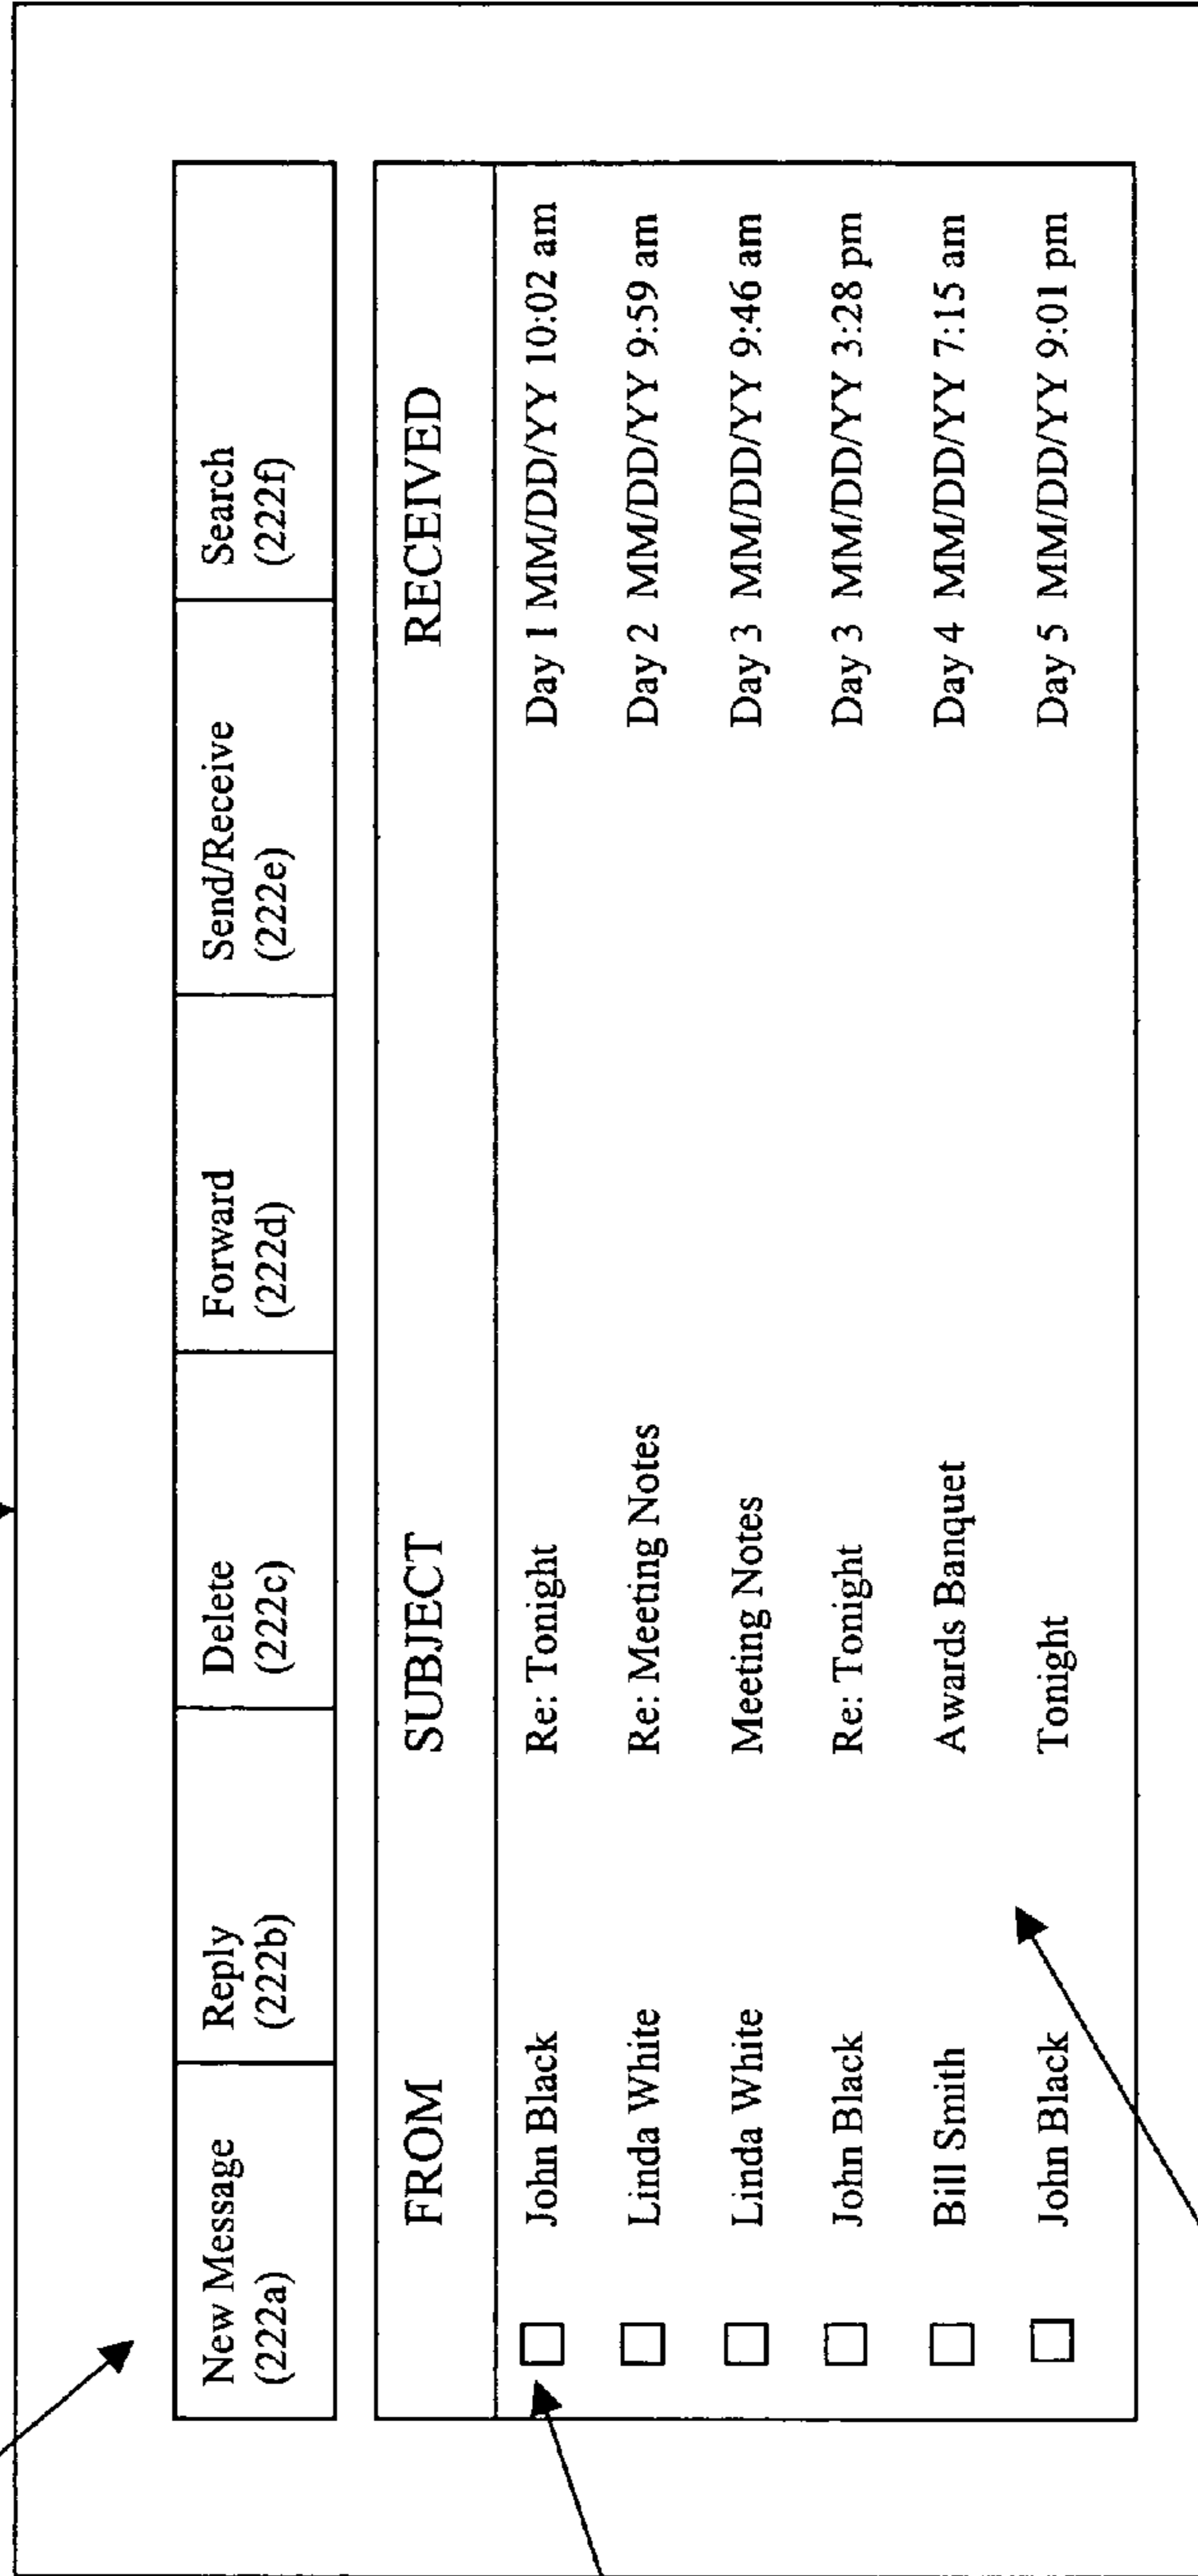 New Message Reply Delete Forward Send/Receive Search
(222a) (222b) (222c) (222d) (222e) (222f)
FROM SUBJECT RECEIVED
John Black Re: Tonight Day 1 MM/DD/YY 10:02 am
Linda White Re: Meeting Notes Day 2 MM/DD/YY 9:59 am
Linda White Meeting Notes Day 3 MM/DD/YY 9:46 am
John Black Re: Tonight Day 3 MM/DD/YY 3:28 pm
Bill Smith Awards Banquet Day 4 MM/DD/YY 7:15 am
John Black Tonight Day 5 MM/DD/YY 9:01 pm